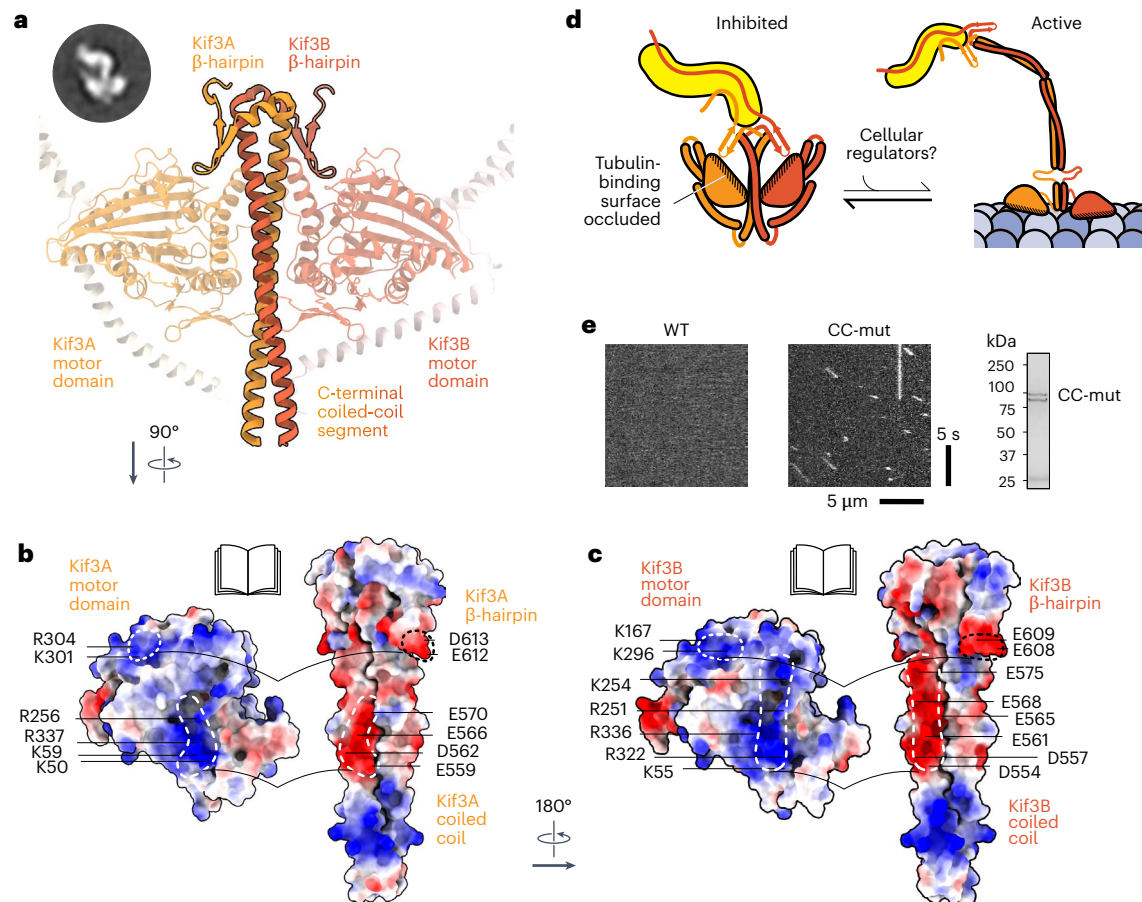 a
Kif3A
β-hairpin
Kif3B
β-hairpin
Kif3A
motor
domain
Kif3B
motor
domain
C-terminal
coiled-coil
segment
90°
d
Inhibited
Active
Tubulin-
binding
surface
occluded
Cellular
regulators?
e
WT
CC-mut
5 s
5 μm
kDa
250
100
75
50
37
25
CC-mut
b
Kif3A
motor
domain
R304
K301
R256
R337
K59
K50
Kif3A
β-hairpin
D613
E612
E570
E566
D562
E559
Kif3A
coiled
coil
180°
c
Kif3B
motor
domain
K167
K296
K254
R251
R336
R322
K55
Kif3B
β-hairpin
E609
E608
E575
E568
E565
E561
D557
D554
Kif3B
coiled
coil